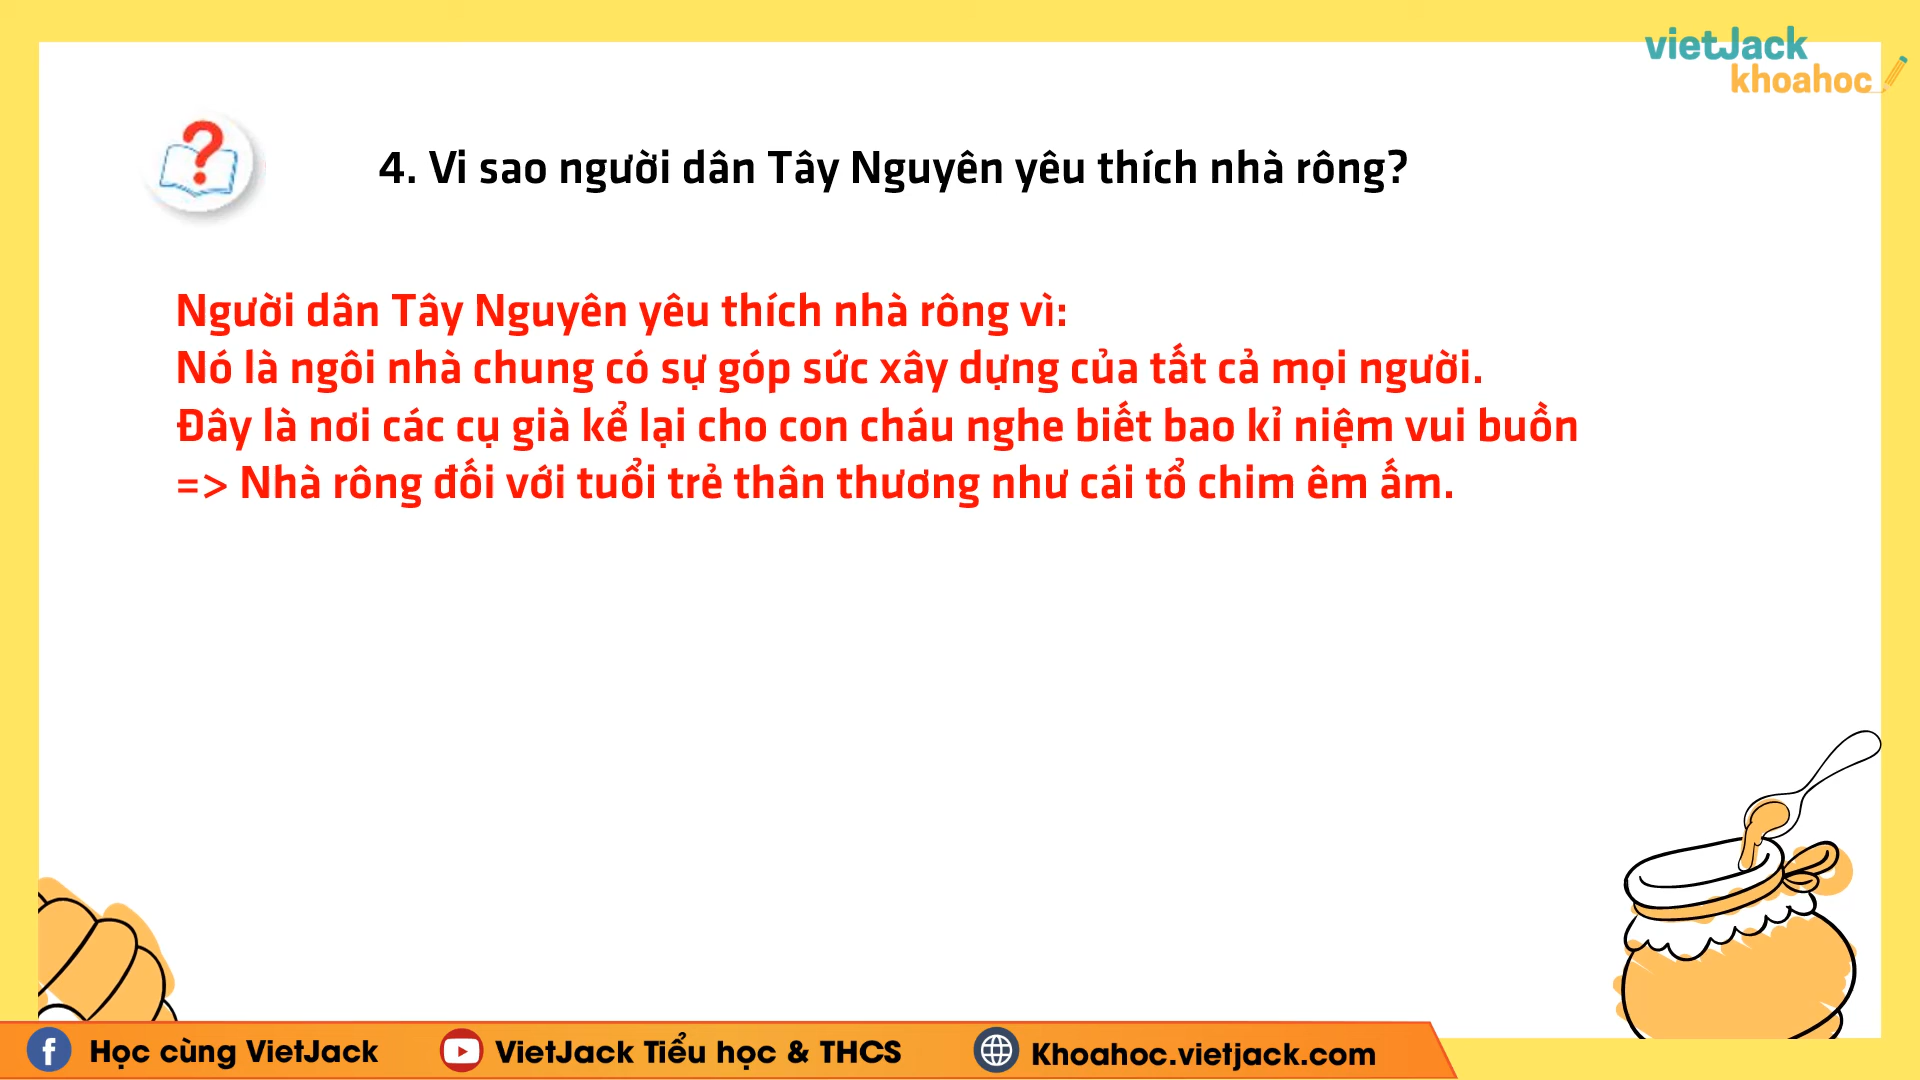 vietJack
khoahoc
4. Vi sao người dân Tây Nguyên yêu thích nhà rông?
Người dân Tây Nguyên yêu thích nhà rông vì:
Nó là ngôi nhà chung có sự góp sức xây dựng của tất cả mọi người.
Đây là nơi các cụ già kể lại cho con cháu nghe biết bao kỉ niệm vui buồn
=> Nhà rông đối với tuổi trẻ thân thương như cái tổ chim êm ấm.
Học cùng VietJack
VietJack Tiểu học & THCS
Khoahoc.vietjack.com